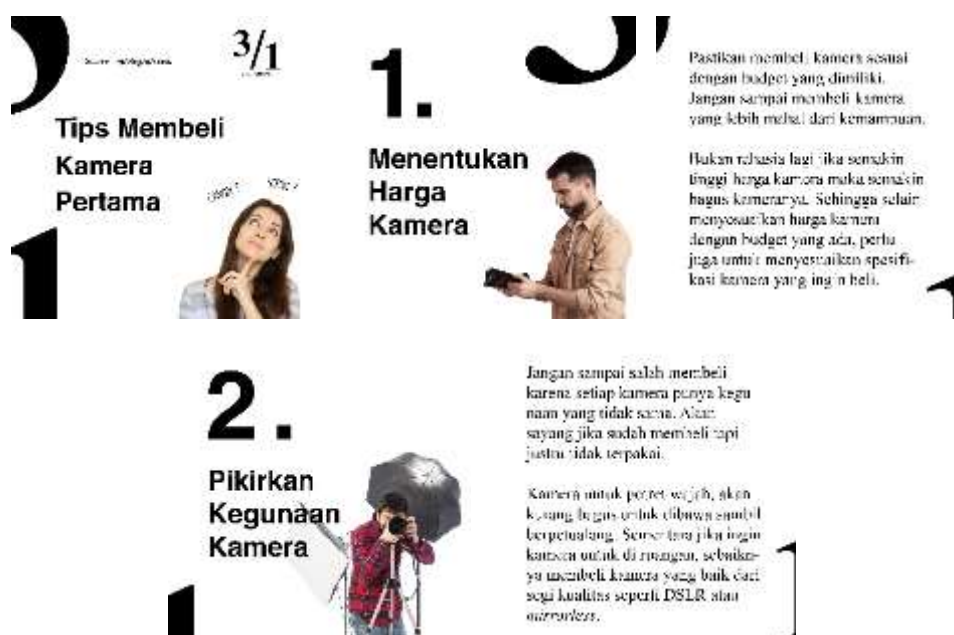 3/1
Tips Membeli
Kamera
Pertama
1.
Menentukan
Harga
Kamera
Pastikan membeli kamera sesuai
dengan budget yang dimiliki.
Jangan sampai membeli kamera
yang lebih mahal dari kemampuan.
Bukan rahasia lagi jika semakin
tinggi harga kamera maka semakin
bagus kameranya. Sehingga selain
menyesuaikan harga kamera
dengan budget yang ada, perlu
juga untuk menyesuaikan spesifi-
kasi kamera yang ingin beli.
2.
Pikirkan
Kegunaan
Kamera
Jangan sampai salah membeli
karena setiap kamera punya kegu
naan yang tidak sama. Akan
sayang jika sudah membeli tapi
justru tidak terpakai.
Kamera untuk potret wajah, akan
kurang bagus untuk dibawa sambil
berpetualang. Sementara jika ingin
kamera untuk di ruangan, sebaikn-
ya membeli kamera yang baik dari
segi kualitas seperti DSLR atau
mirrorless.